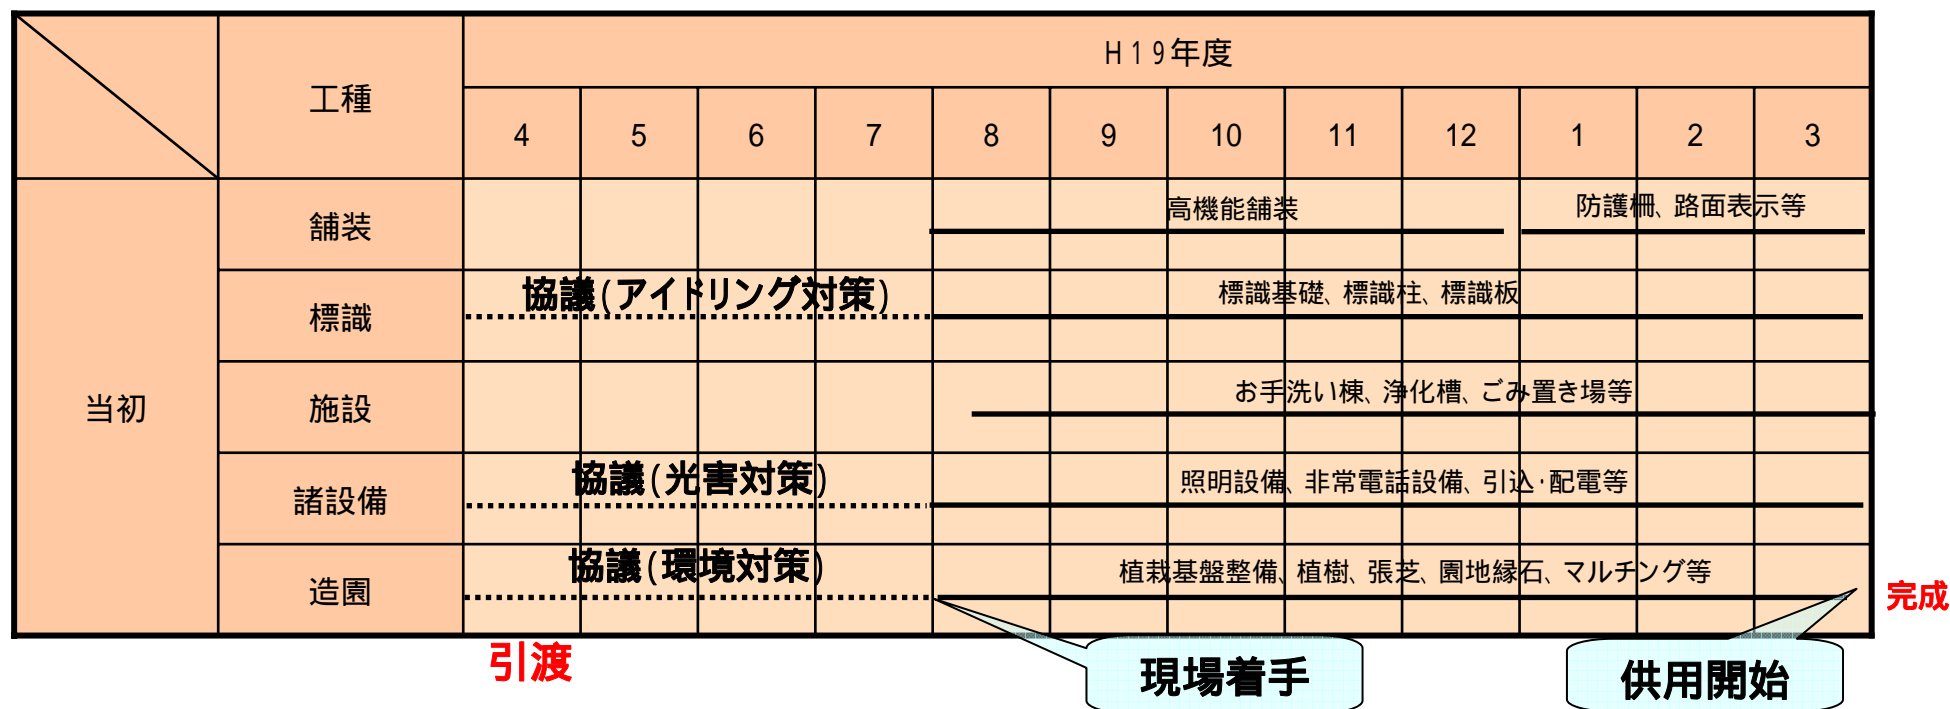 H19年度
工種
4 5 6 7 8 9 10 11 12 1 2 3
当初
舗装
高機能舗装
防護柵、路面表示等
標識
協議(アイドリング対策)
標識基礎、標識柱、標識板
施設
お手洗い棟、浄化槽、ごみ置き場等
諸設備
協議(光害対策)
照明設備、非常電話設備、引込・配電等
造園
協議(環境対策)
植栽基盤整備、植樹、張芝、園地縁石、マルチング等
完成
引渡
現場着手
供用開始